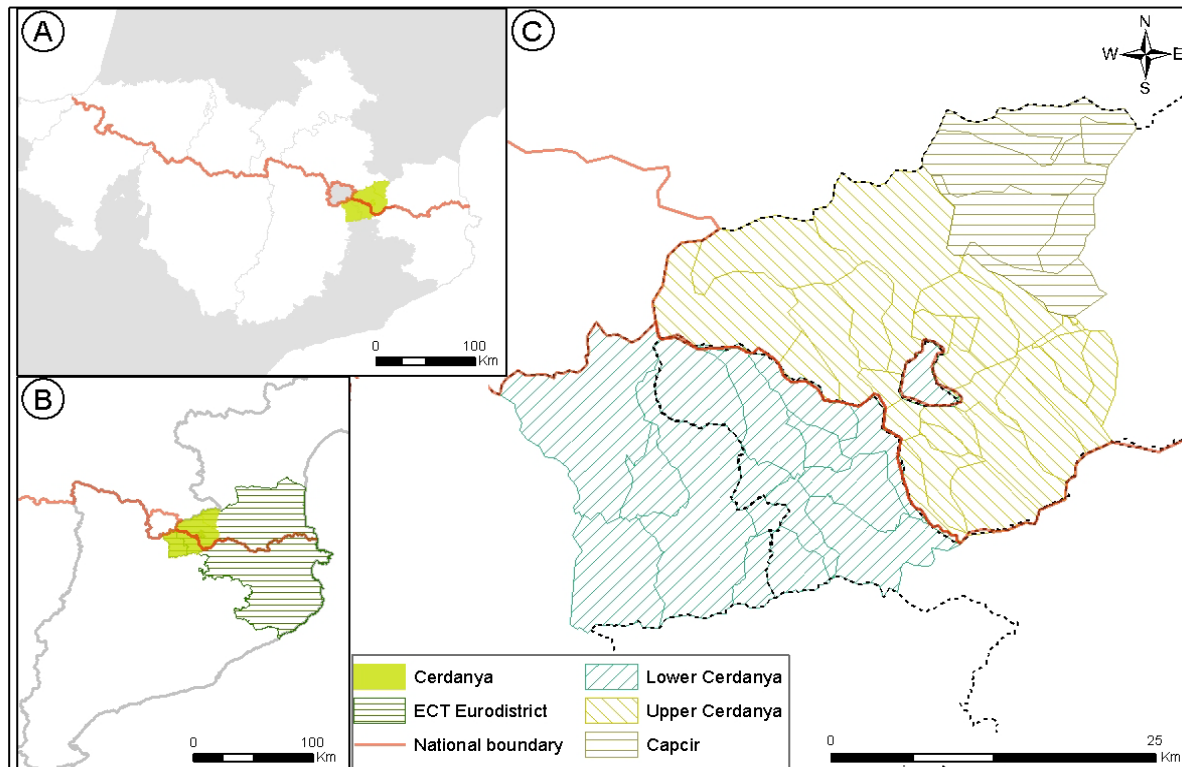 A
0 100
Km
B
0 100
Km
C
N
W E
S
Cerdanya
ECT Eurodistrict
National boundary
Lower Cerdanya
Upper Cerdanya
Capcir
0 25
Km